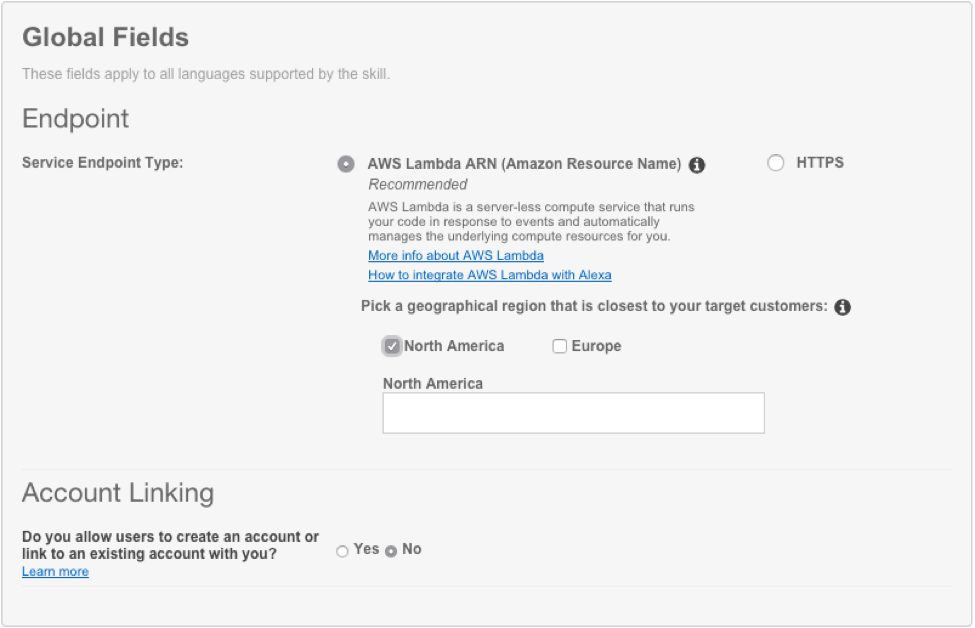 Global Fields
These fields apply to all languages supported by the skill.
Endpoint
Service Endpoint Type:
AWS Lambda ARN (Amazon Resource Name)
HTTPS
Recommended
AWS Lambda is a server-less compute service that runs
your code in response to events and automatically
manages the underlying compute resources for you.
More info about AWS Lambda
How to integrate AWS Lambda with Alexa
Pick a geographical region that is closest to your target customers:
North America
Europe
North America
Account Linking
Do you allow users to create an account or
link to an existing account with you?
Yes
No
Learn more